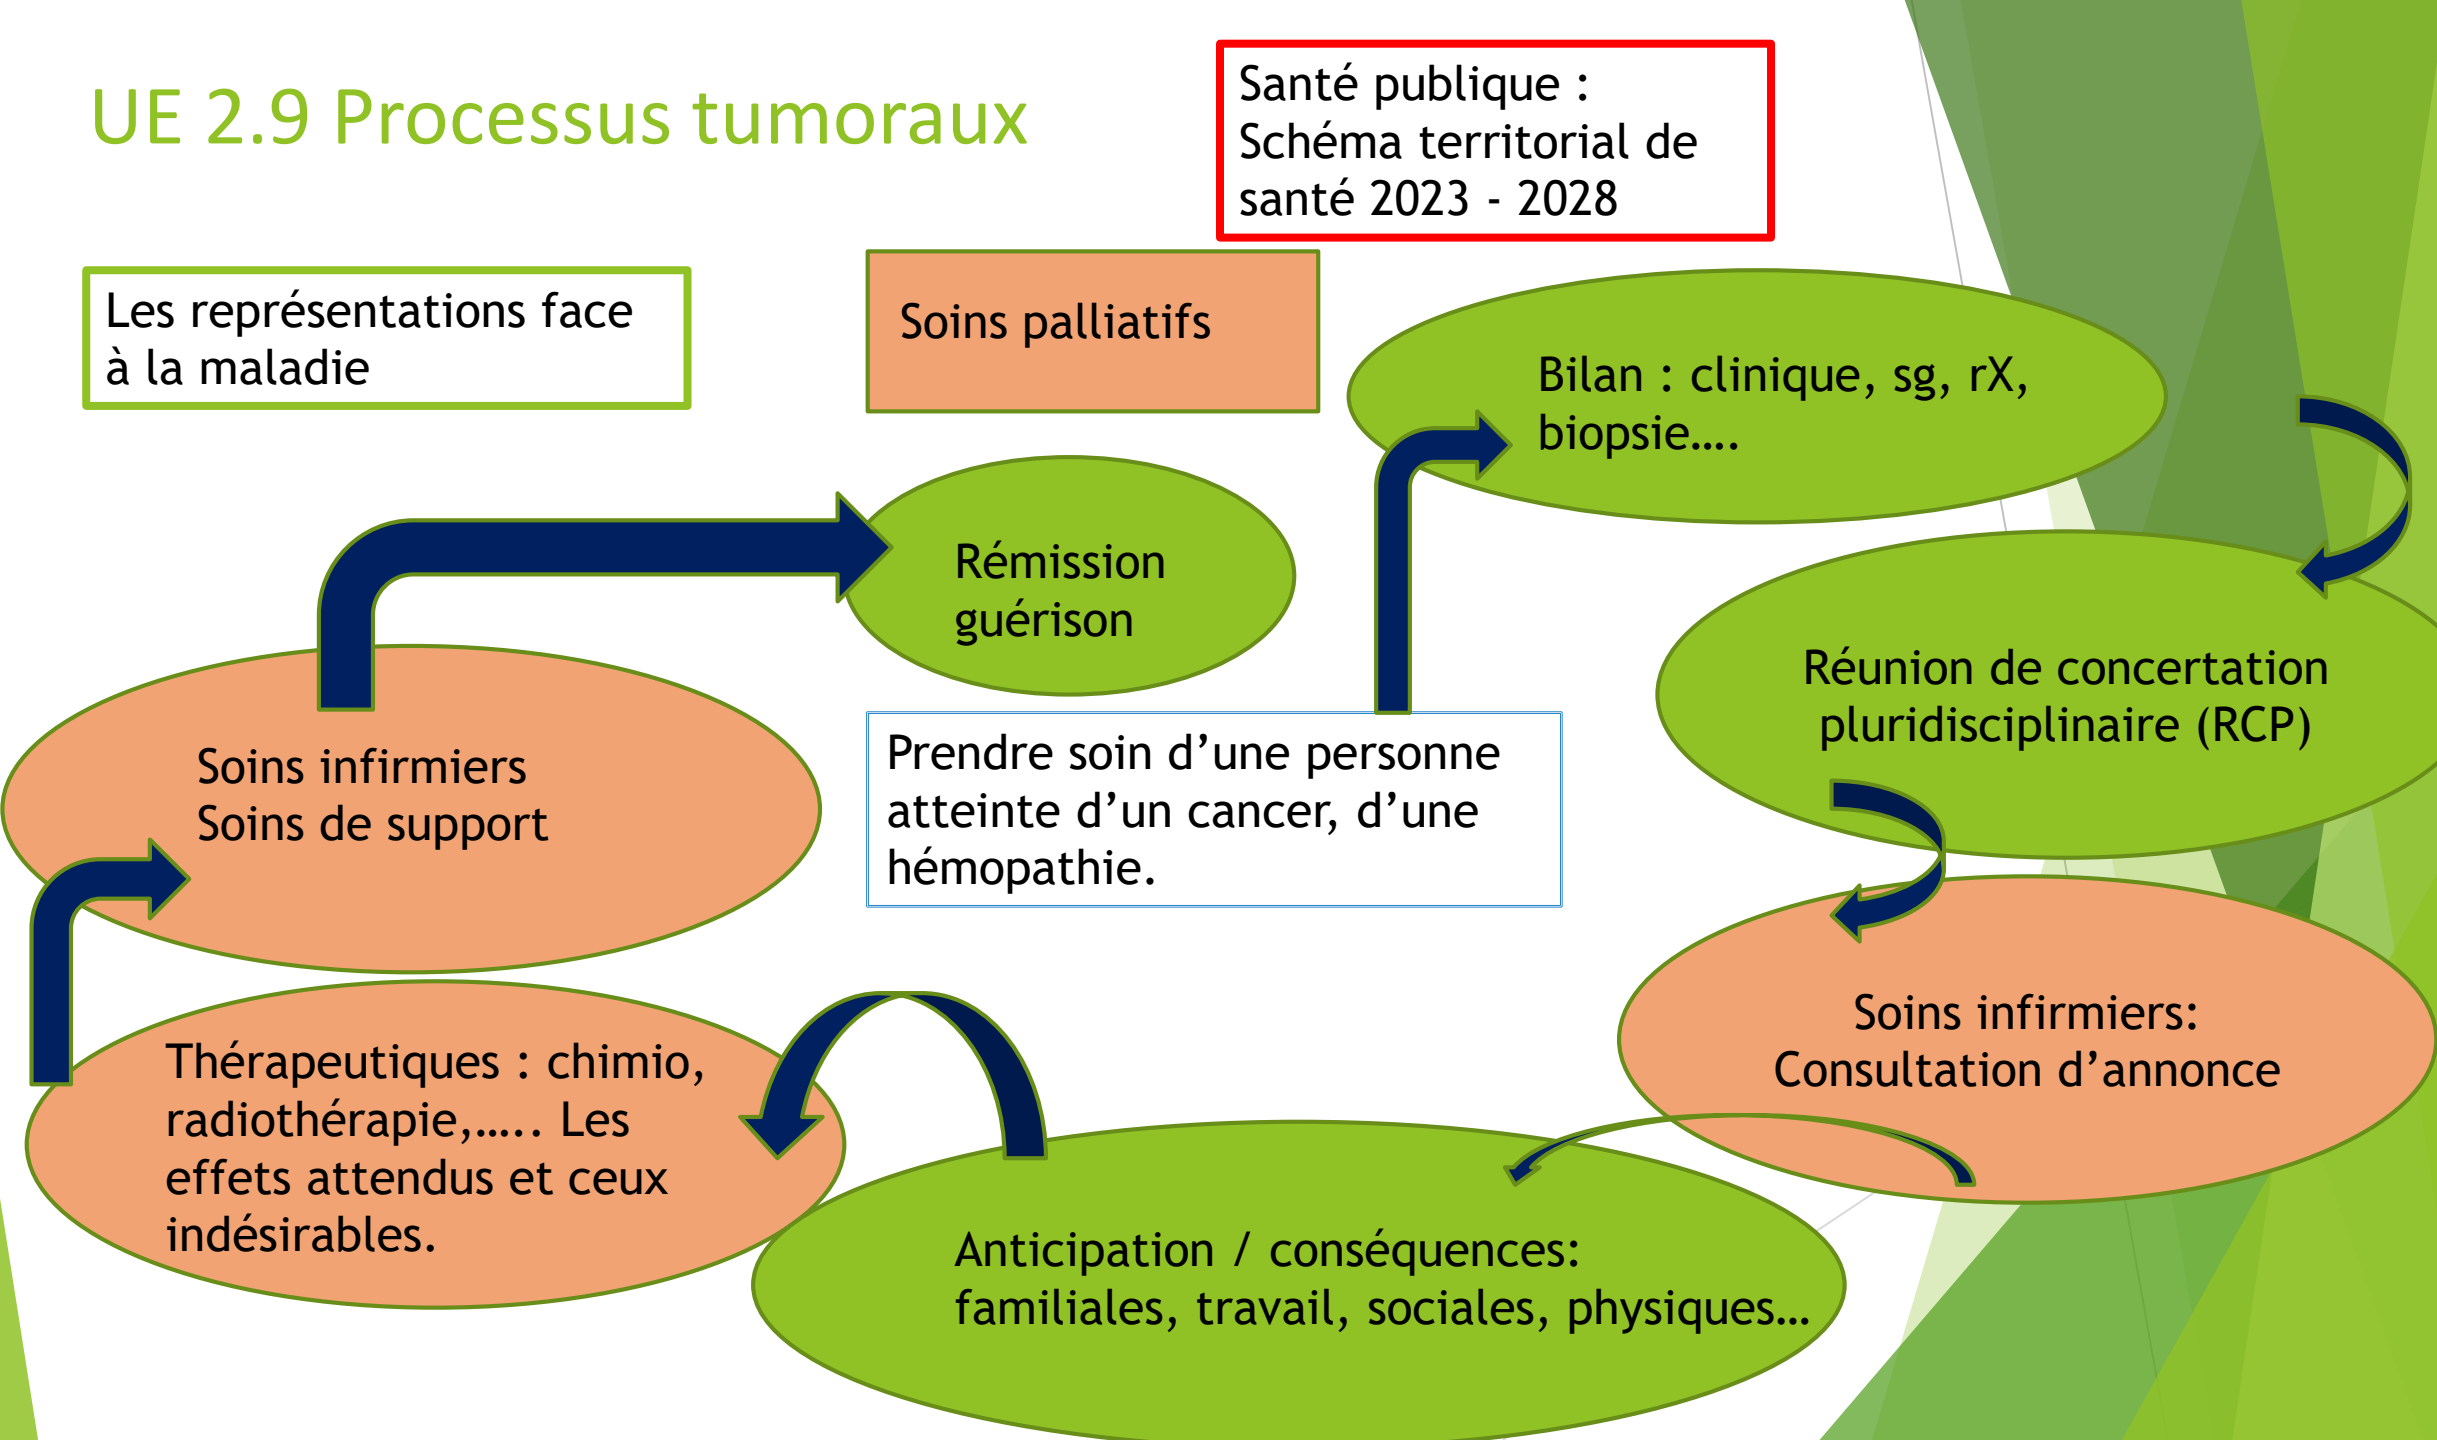 UE 2.9 Processus tumoraux
Santé publique :
Schéma territorial de
santé 2023 - 2028
Les représentations face
à la maladie
Soins palliatifs
Bilan : clinique, sg, rX,
biopsie....
Rémission
guérison
Réunion de concertation
pluridisciplinaire (RCP)
Soins infirmiers
Soins de support
Prendre soin d’une personne
atteinte d’un cancer, d’une
hémopathie.
Soins infirmiers:
Consultation d’annonce
Thérapeutiques : chimio,
radiothérapie,….. Les
effets attendus et ceux
indésirables.
Anticipation / conséquences:
familiales, travail, sociales, physiques…